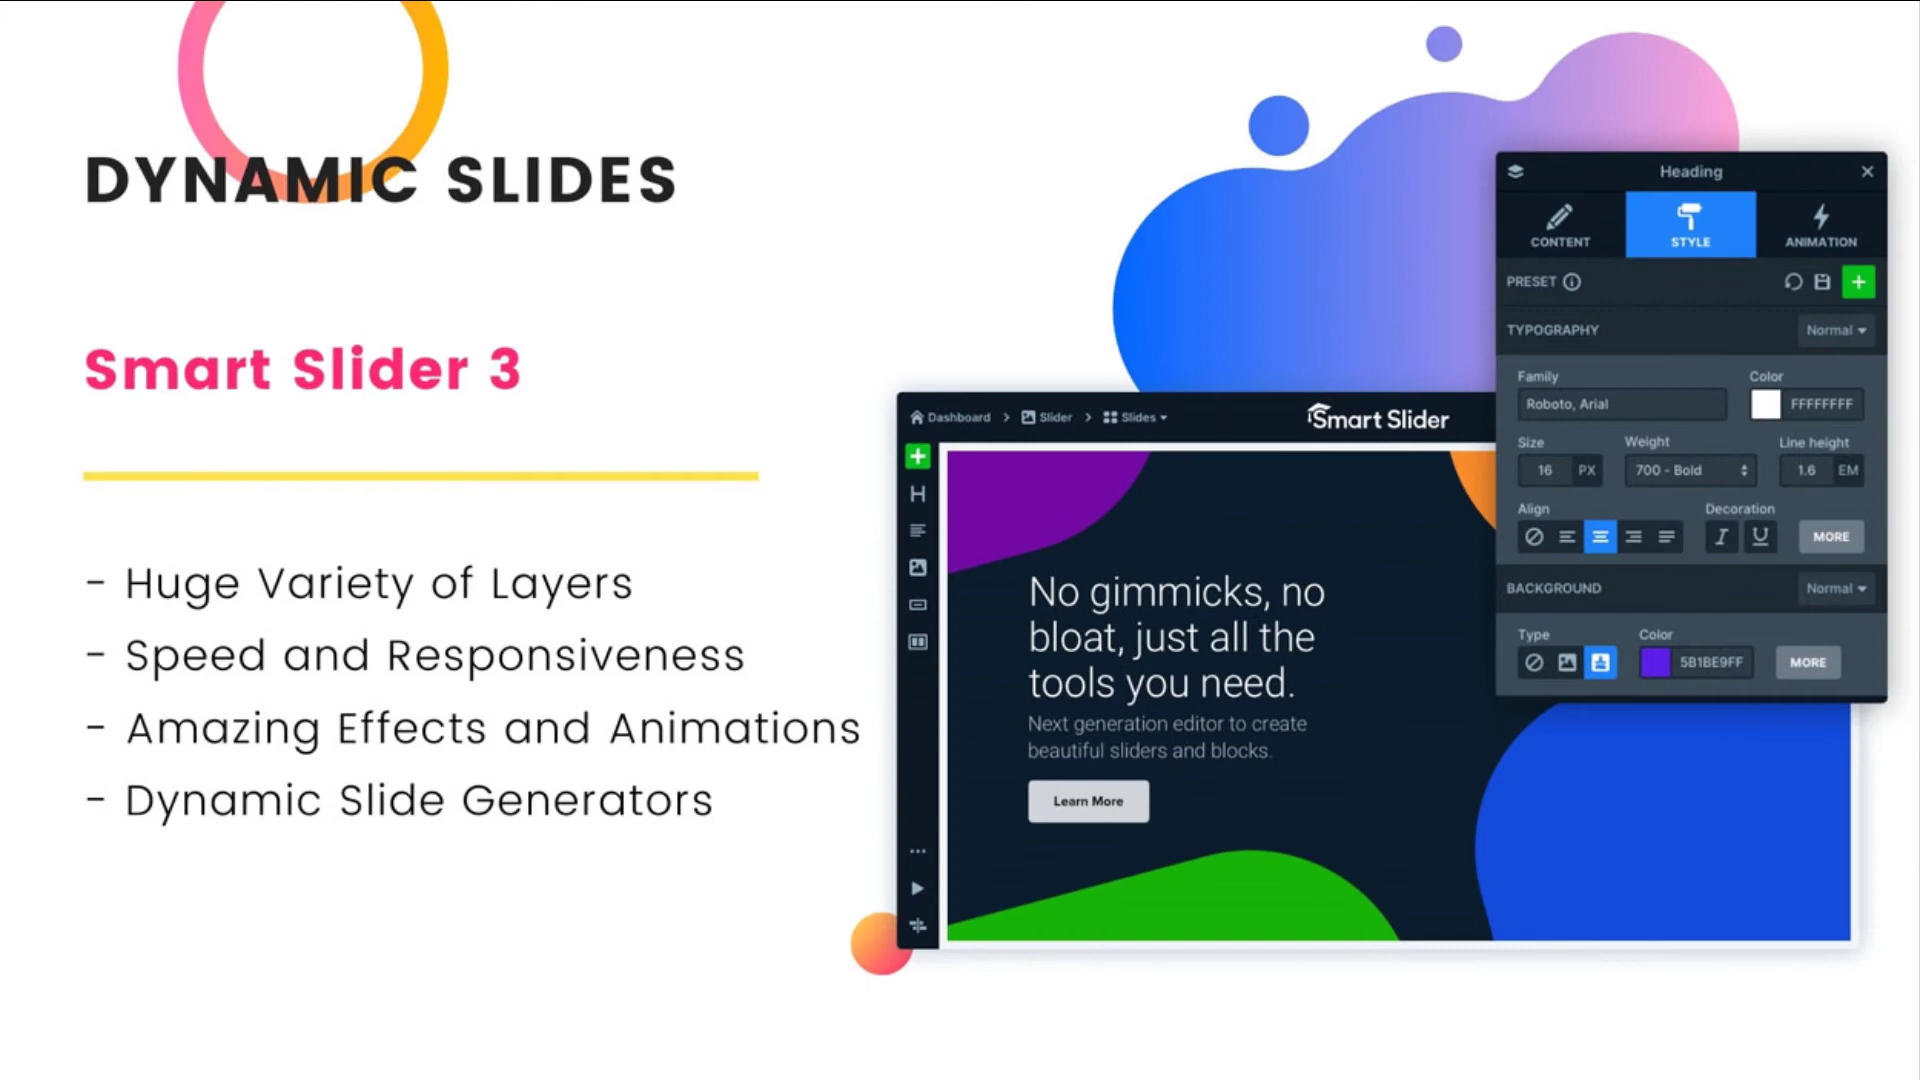 DYNAMIC SLIDES
Smart Slider 3
- Huge Variety of Layers
- Speed and Responsiveness
- Amazing Effects and Animations
- Dynamic Slide Generators
Dashboard > Slider > Slides
Smart Slider
H
No gimmicks, no
bloat, just all the
tools you need.
Next generation editor to create
beautiful sliders and blocks.
Learn More
Heading
CONTENT STYLE ANIMATION
PRESET
TYPOGRAPHY Normal
Family Color
Roboto, Arial FFFFFFFF
Size Weight Line height
16 PX 700 - Bold 1.6 EM
Align Decoration
I U MORE
BACKGROUND Normal
Type Color
5B1BE9FF MORE